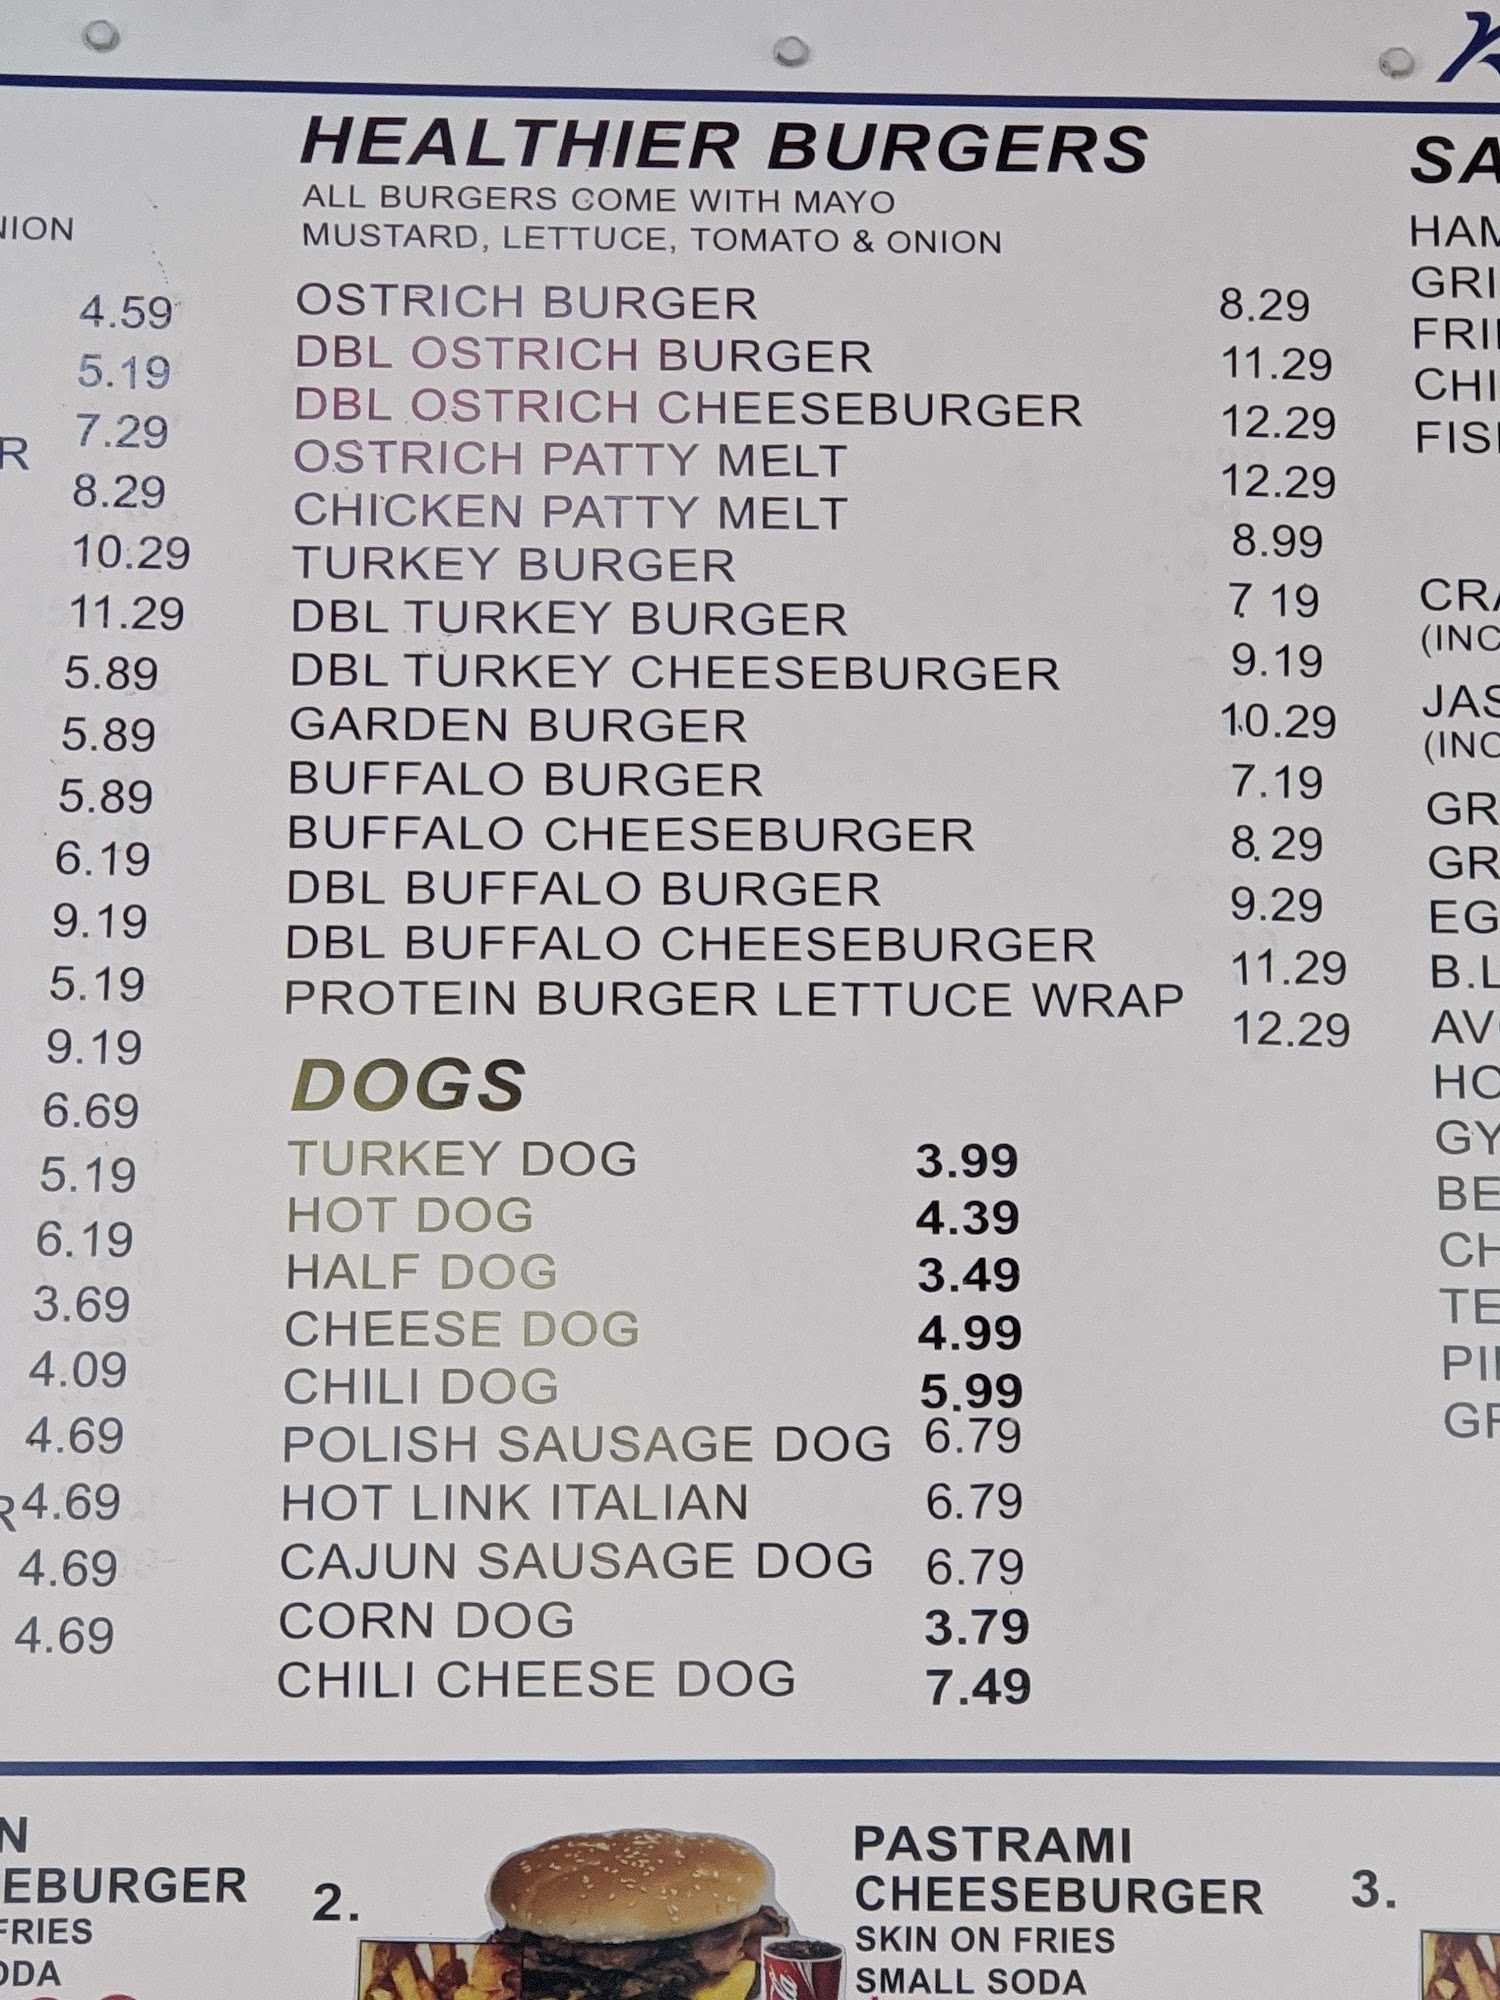 HEALTHIER BURGERS
ALL BURGERS COME WITH MAYO
MUSTARD, LETTUCE, TOMATO & ONION
OSTRICH BURGER 8.29
DBL OSTRICH BURGER 11.29
DBL OSTRICH CHEESEBURGER 12.29
OSTRICH PATTY MELT 12.29
CHICKEN PATTY MELT 8.99
TURKEY BURGER 7 19
DBL TURKEY BURGER 9.19
DBL TURKEY CHEESEBURGER 10.29
GARDEN BURGER 7.19
BUFFALO BURGER 8.29
BUFFALO CHEESEBURGER 9.29
DBL BUFFALO BURGER 11.29
DBL BUFFALO CHEESEBURGER 12.29
PROTEIN BURGER LETTUCE WRAP
DOGS
TURKEY DOG 3.99
HOT DOG 4.39
HALF DOG 3.49
CHEESE DOG 4.99
CHILI DOG 5.99
POLISH SAUSAGE DOG 6.79
HOT LINK ITALIAN 6.79
CAJUN SAUSAGE DOG 6.79
CORN DOG 3.79
CHILI CHEESE DOG 7.49
4.59
5.19
7.29
8.29
10.29
11.29
5.89
5.89
5.89
6.19
9.19
5.19
9.19
6.69
5.19
6.19
3.69
4.09
4.69
4.69
4.69
4.69
FRIES
2.
PASTRAMI
CHEESEBURGER
SKIN ON FRIES
SMALL SODA
3.